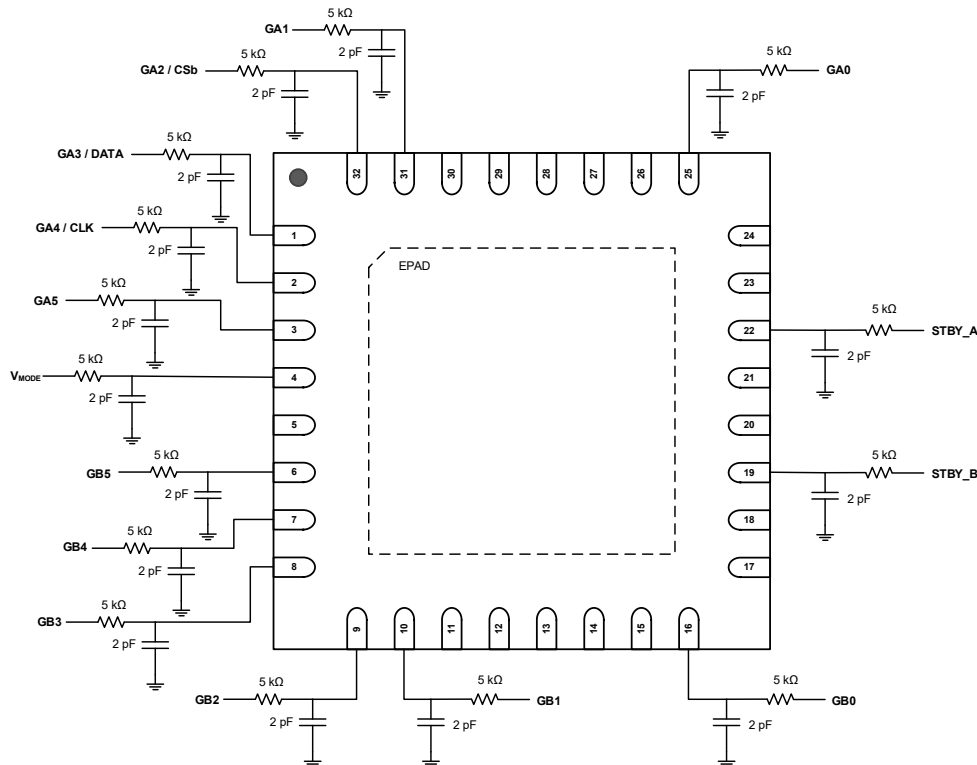 GA1
5 kΩ
2 pF
GA2 / CSb
5 kΩ
2 pF
5 kΩ
GA0
2 pF
GA3 / DATA
5 kΩ
2 pF
GA4 / CLK
5 kΩ
2 pF
GA5
5 kΩ
2 pF
VMODE
5 kΩ
2 pF
GB5
5 kΩ
2 pF
GB4
5 kΩ
2 pF
GB3
5 kΩ
2 pF
32
31
30
29
28
27
26
25
1
2
3
4
5
6
7
8
EPAD
24
23
22
21
20
19
18
17
5 kΩ
STBY_A
2 pF
5 kΩ
STBY_B
2 pF
9
10
11
12
13
14
15
16
GB2
5 kΩ
2 pF
5 kΩ
GB1
2 pF
5 kΩ
GB0
2 pF